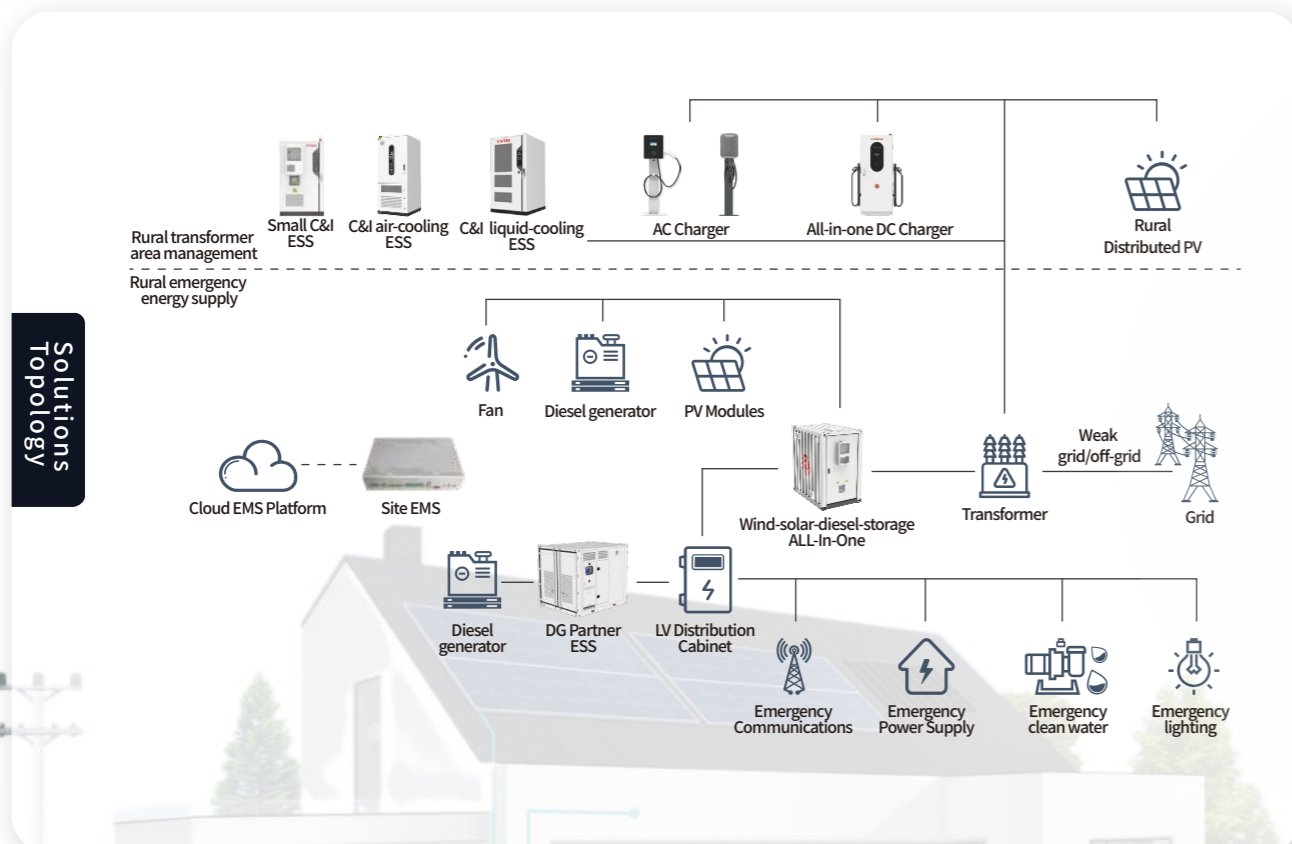 Solutions
Topology
Small C&I
ESS
C&I air-cooling
ESS
C&I liquid-cooling
ESS
AC Charger
All-in-one DC Charger
Rural
Distributed PV
Rural transformer
area management
Rural emergency
energy supply
Fan
Diesel generator
PV Modules
Cloud EMS Platform
Site EMS
Wind-solar-diesel-storage
ALL-In-One
Transformer
Weak
grid/off-grid
Grid
Diesel
generator
DG Partner
ESS
LV Distribution
Cabinet
Emergency
Communications
Emergency
Power Supply
Emergency
clean water
Emergency
lighting